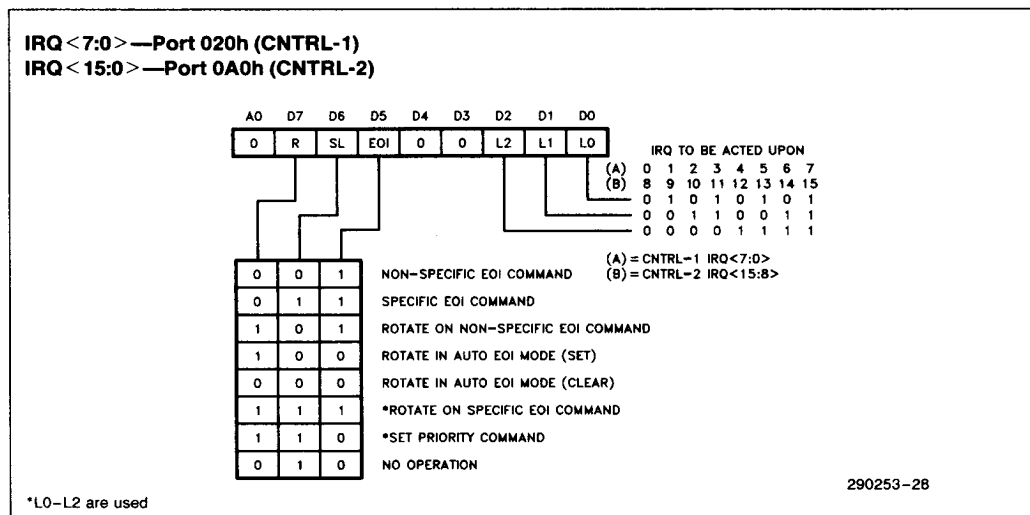 IRQ<7:0>—Port 020h (CNTRL-1)
IRQ<15:0>—Port 0A0h (CNTRL-2)
A0 D7 D6 D5 D4 D3 D2 D1 D0
0 R SL EOI 0 0 L2 L1 L0
IRQ TO BE ACTED UPON
(A) 0 1 2 3 4 5 6 7
(B) 8 9 10 11 12 13 14 15
0 1 0 1 0 1 0 1
0 0 1 1 0 0 1 1
0 0 0 0 1 1 1 1
(A) = CNTRL-1 IRQ<7:0>
(B) = CNTRL-2 IRQ<15:8>
0 0 1 NON-SPECIFIC EOI COMMAND
0 1 1 SPECIFIC EOI COMMAND
1 0 1 ROTATE ON NON-SPECIFIC EOI COMMAND
1 0 0 ROTATE IN AUTO EOI MODE (SET)
0 0 0 ROTATE IN AUTO EOI MODE (CLEAR)
1 1 1 *ROTATE ON SPECIFIC EOI COMMAND
1 1 0 *SET PRIORITY COMMAND
0 1 0 NO OPERATION
290253-28
*L0-L2 are used